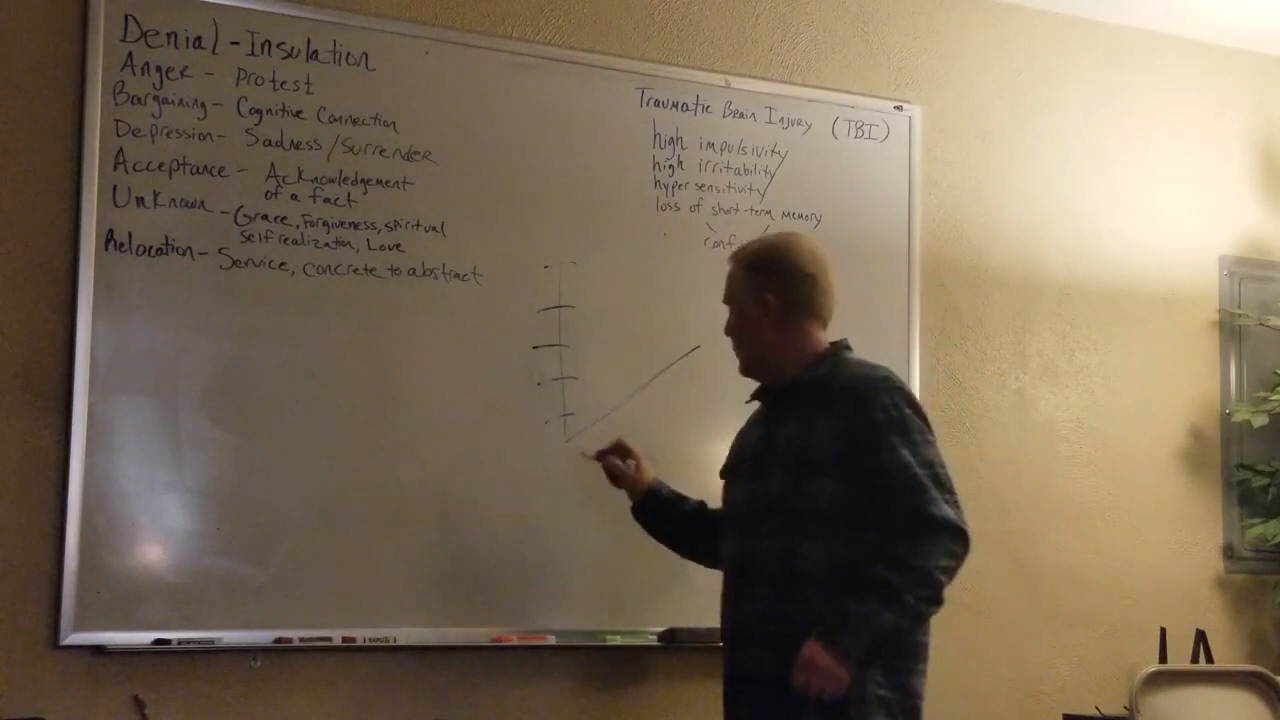 Denial - Insulation
Anger - Protest
Bargaining - Cognitive Connection
Depression - Sadness/Surrender
Acceptance - Acknowledgement
of a fact
Unknown - Grace, Forgiveness, spiritual
self realization, Love
Relocation - Service, concrete to abstract
Traumatic Brain Injury (TBI)
high impulsivity
high irritability
hyper sensitivity
loss of short-term memory